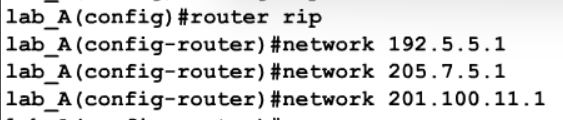 lab_A(config)#router rip
lab_A(config-router)#network 192.5.5.1
lab_A(config-router)#network 205.7.5.1
lab_A(config-router)#network 201.100.11.1